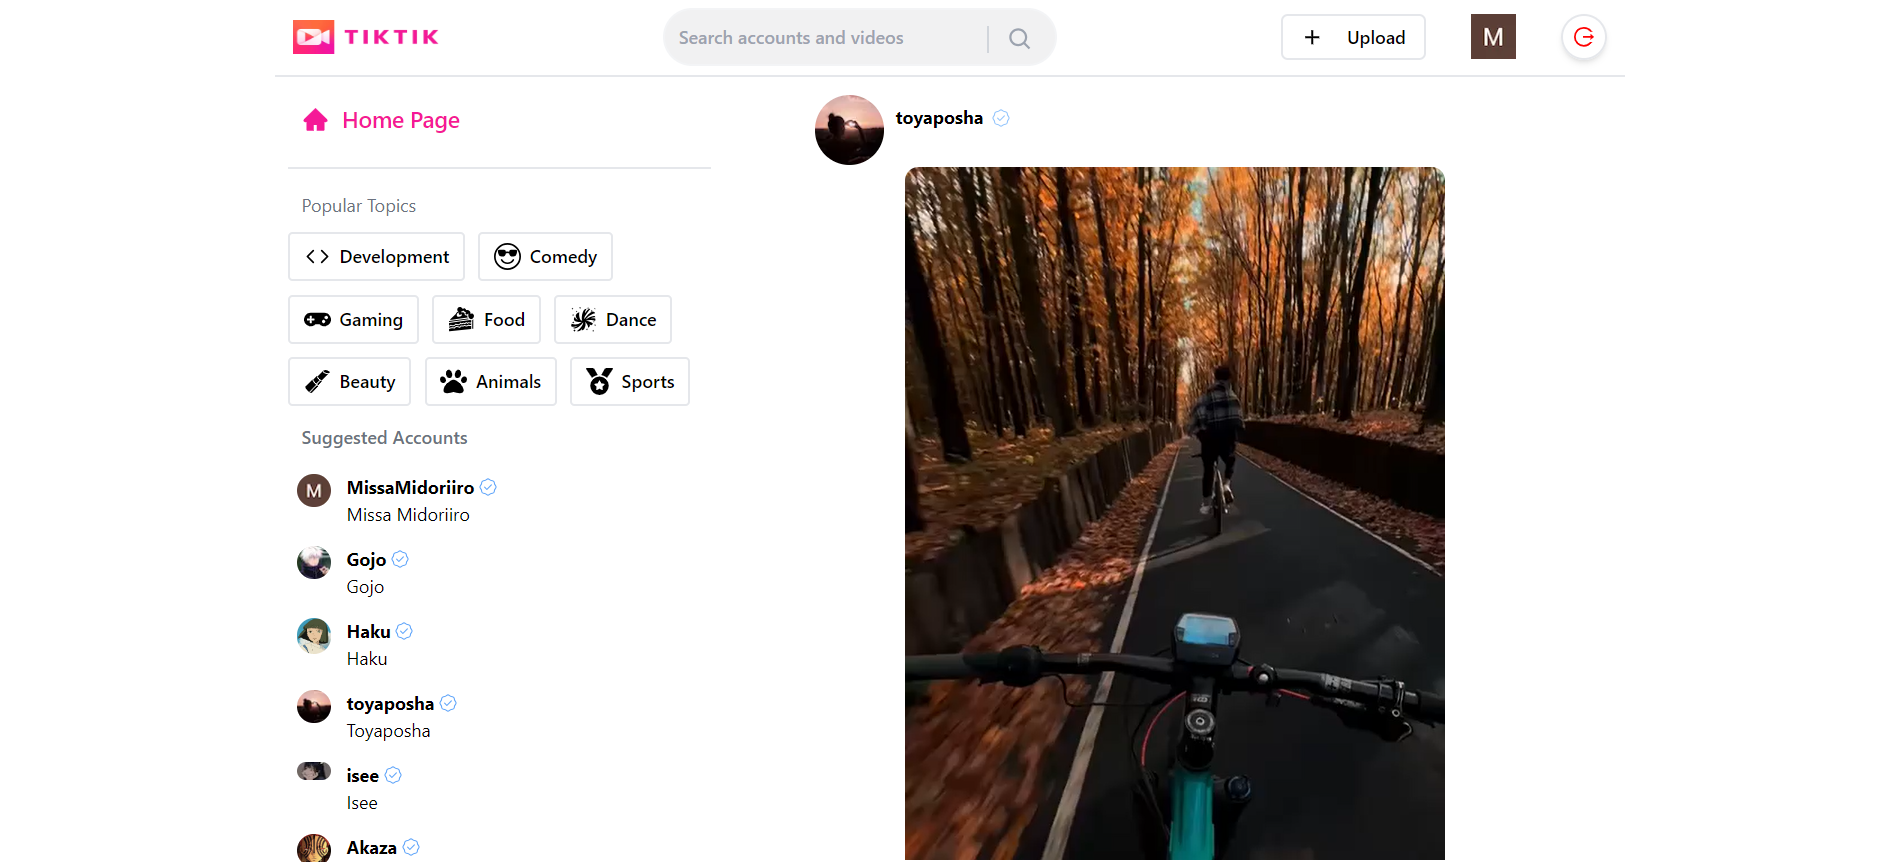 TIKTIK
Search accounts and videos
Upload
M
Home Page
toyaposha
Popular Topics
Development
Comedy
Gaming
Food
Dance
Beauty
Animals
Sports
Suggested Accounts
M
MissaMidoriiro
Missa Midoriiro
Gojo
Gojo
Haku
Haku
toyaposha
Toyaposha
isee
Isee
Akaza